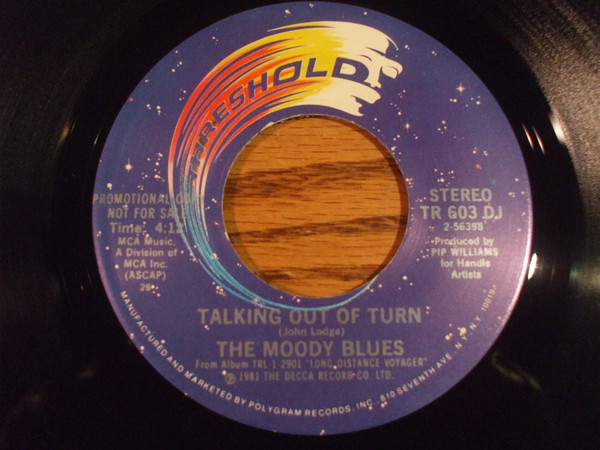 THRESHOLD
PROMOTIONAL COPY
NOT FOR SALE
Time: 4:12
MCA Music,
A Division of
MCA Inc.
(ASCAP)
STEREO
TR 603 DJ
2-56398
Produced by
PIP WILLIAMS
for Handle
Artists
TALKING OUT OF TURN
(John Lodge)
THE MOODY BLUES
From Album TRL-1-2901 "LONG DISTANCE VOYAGER"
℗ 1981 THE DECCA RECORD CO. LTD.
MANUFACTURED AND MARKETED BY POLYGRAM RECORDS, INC. 810 SEVENTH AVE. N.Y., N.Y. 10019